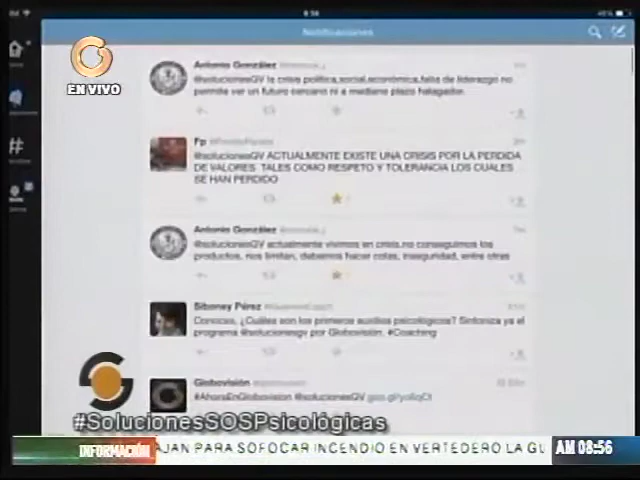 8:56
Notificaciones
EN VIVO
Antonio González
@solucionesGV la crisis política,social,económica,falta de liderazgo no
permite ver un futuro cercano ni a mediano plazo halagador.
Fp
@solucionesGV ACTUALMENTE EXISTE UNA CRISIS POR LA PERDIDA
DE VALORES TALES COMO RESPETO Y TOLERANCIA LOS CUALES
SE HAN PERDIDO
Antonio González
@solucionesGV actualmente vivimos en crisis,no conseguimos los
productos, nos limitan, debemos hacer colas, inseguridad, entre otras
Siboney Pérez
Conoces, ¿Cuáles son los primeros auxilios psicológicos? Sintoniza ya el
programa @solucionesgv por Globovisión. #Coaching
Globovisión
#AhoraEnGlobovision @solucionesGV
#SolucionesSOSPsicológicas
INFORMACIÓN
AJAN PARA SOFOCAR INCENDIO EN VERTEDERO LA GU
AM 08:56